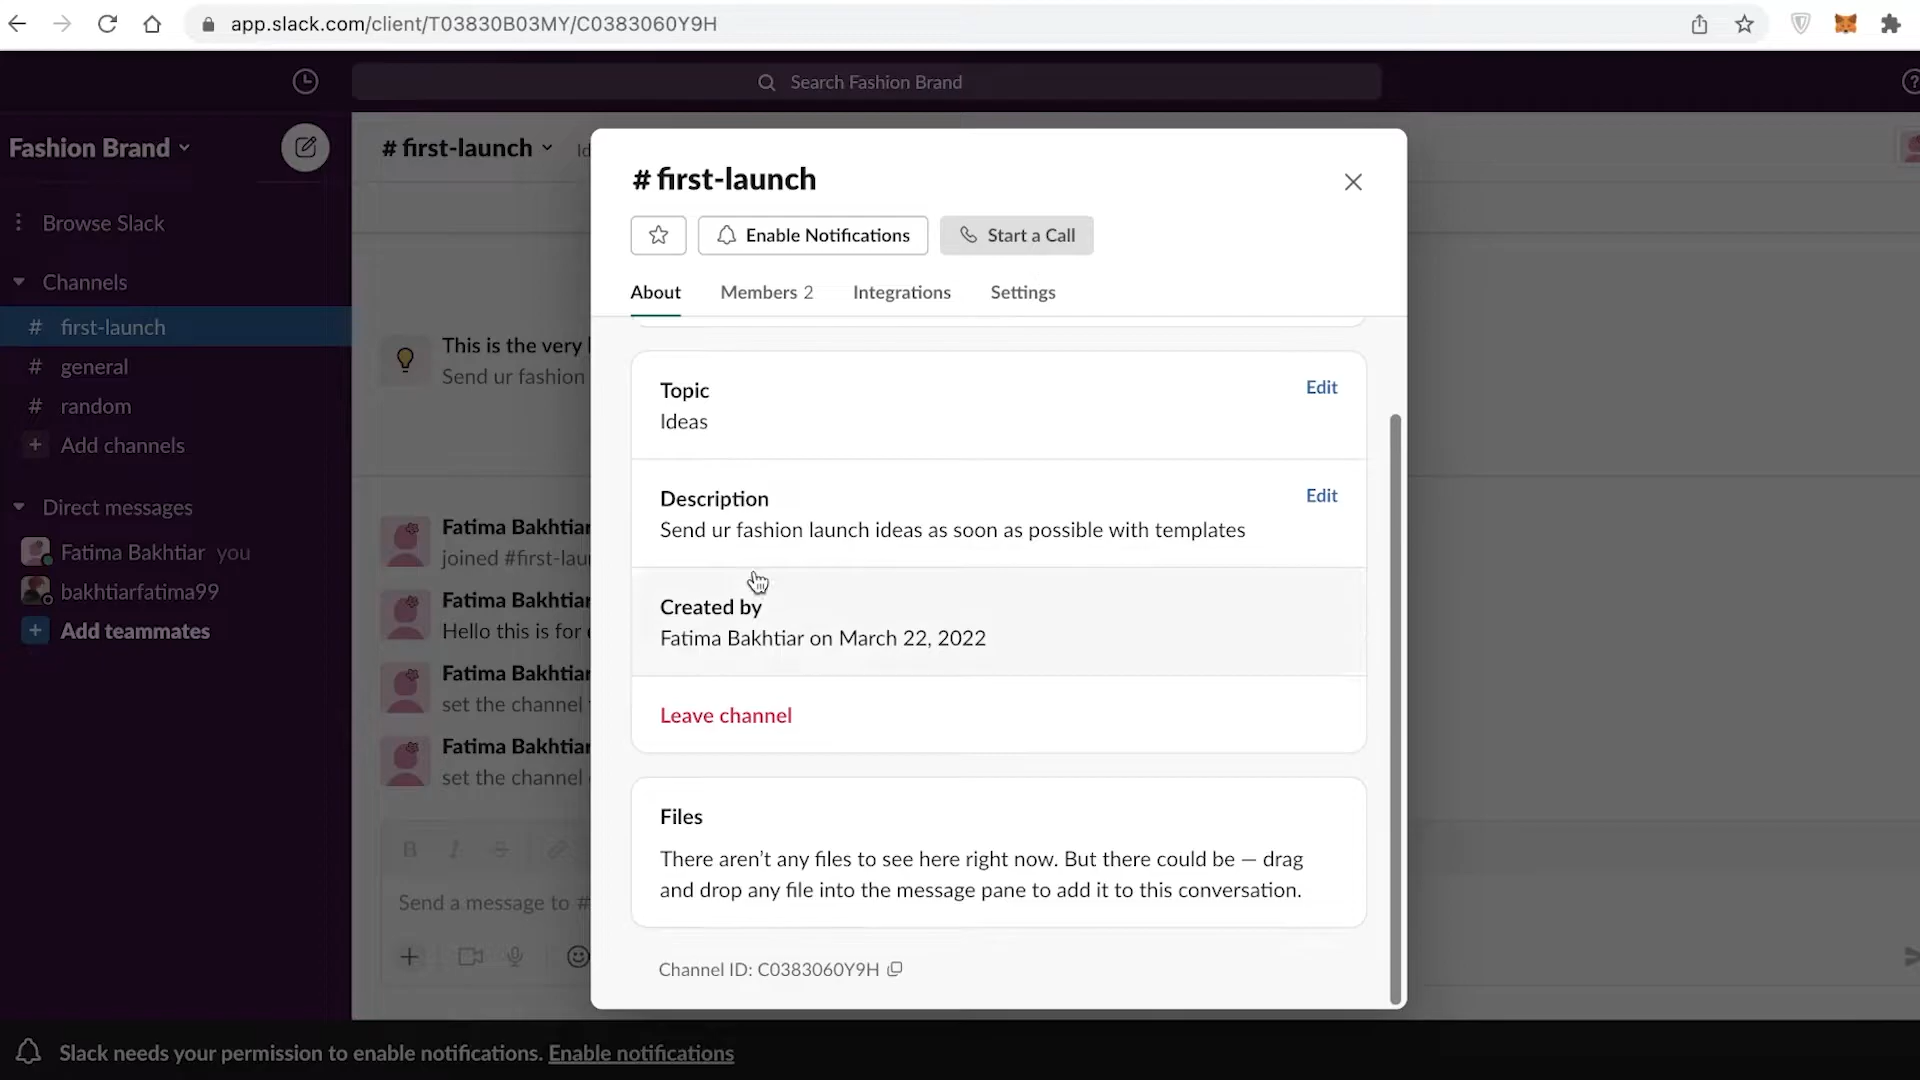 app.slack.com/client/T03830B03MY/C0383060Y9H
Search Fashion Brand
Fashion Brand
Browse Slack
Channels
# first-launch
# general
# random
+ Add channels
Direct messages
Fatima Bakhtiar you
bakhtiarfatima99
+ Add teammates
# first-launch
This is the very
Send ur fashion
Fatima Bakhtiar
joined #first-lau
Fatima Bakhtiar
Hello this is for
Fatima Bakhtiar
set the channel
Fatima Bakhtiar
set the channel
B I S
Send a message to #
# first-launch
Enable Notifications
Start a Call
About
Members 2
Integrations
Settings
Topic
Edit
Ideas
Description
Edit
Send ur fashion launch ideas as soon as possible with templates
Created by
Fatima Bakhtiar on March 22, 2022
Leave channel
Files
There aren’t any files to see here right now. But there could be — drag
and drop any file into the message pane to add it to this conversation.
Channel ID: C0383060Y9H
Slack needs your permission to enable notifications. Enable notifications